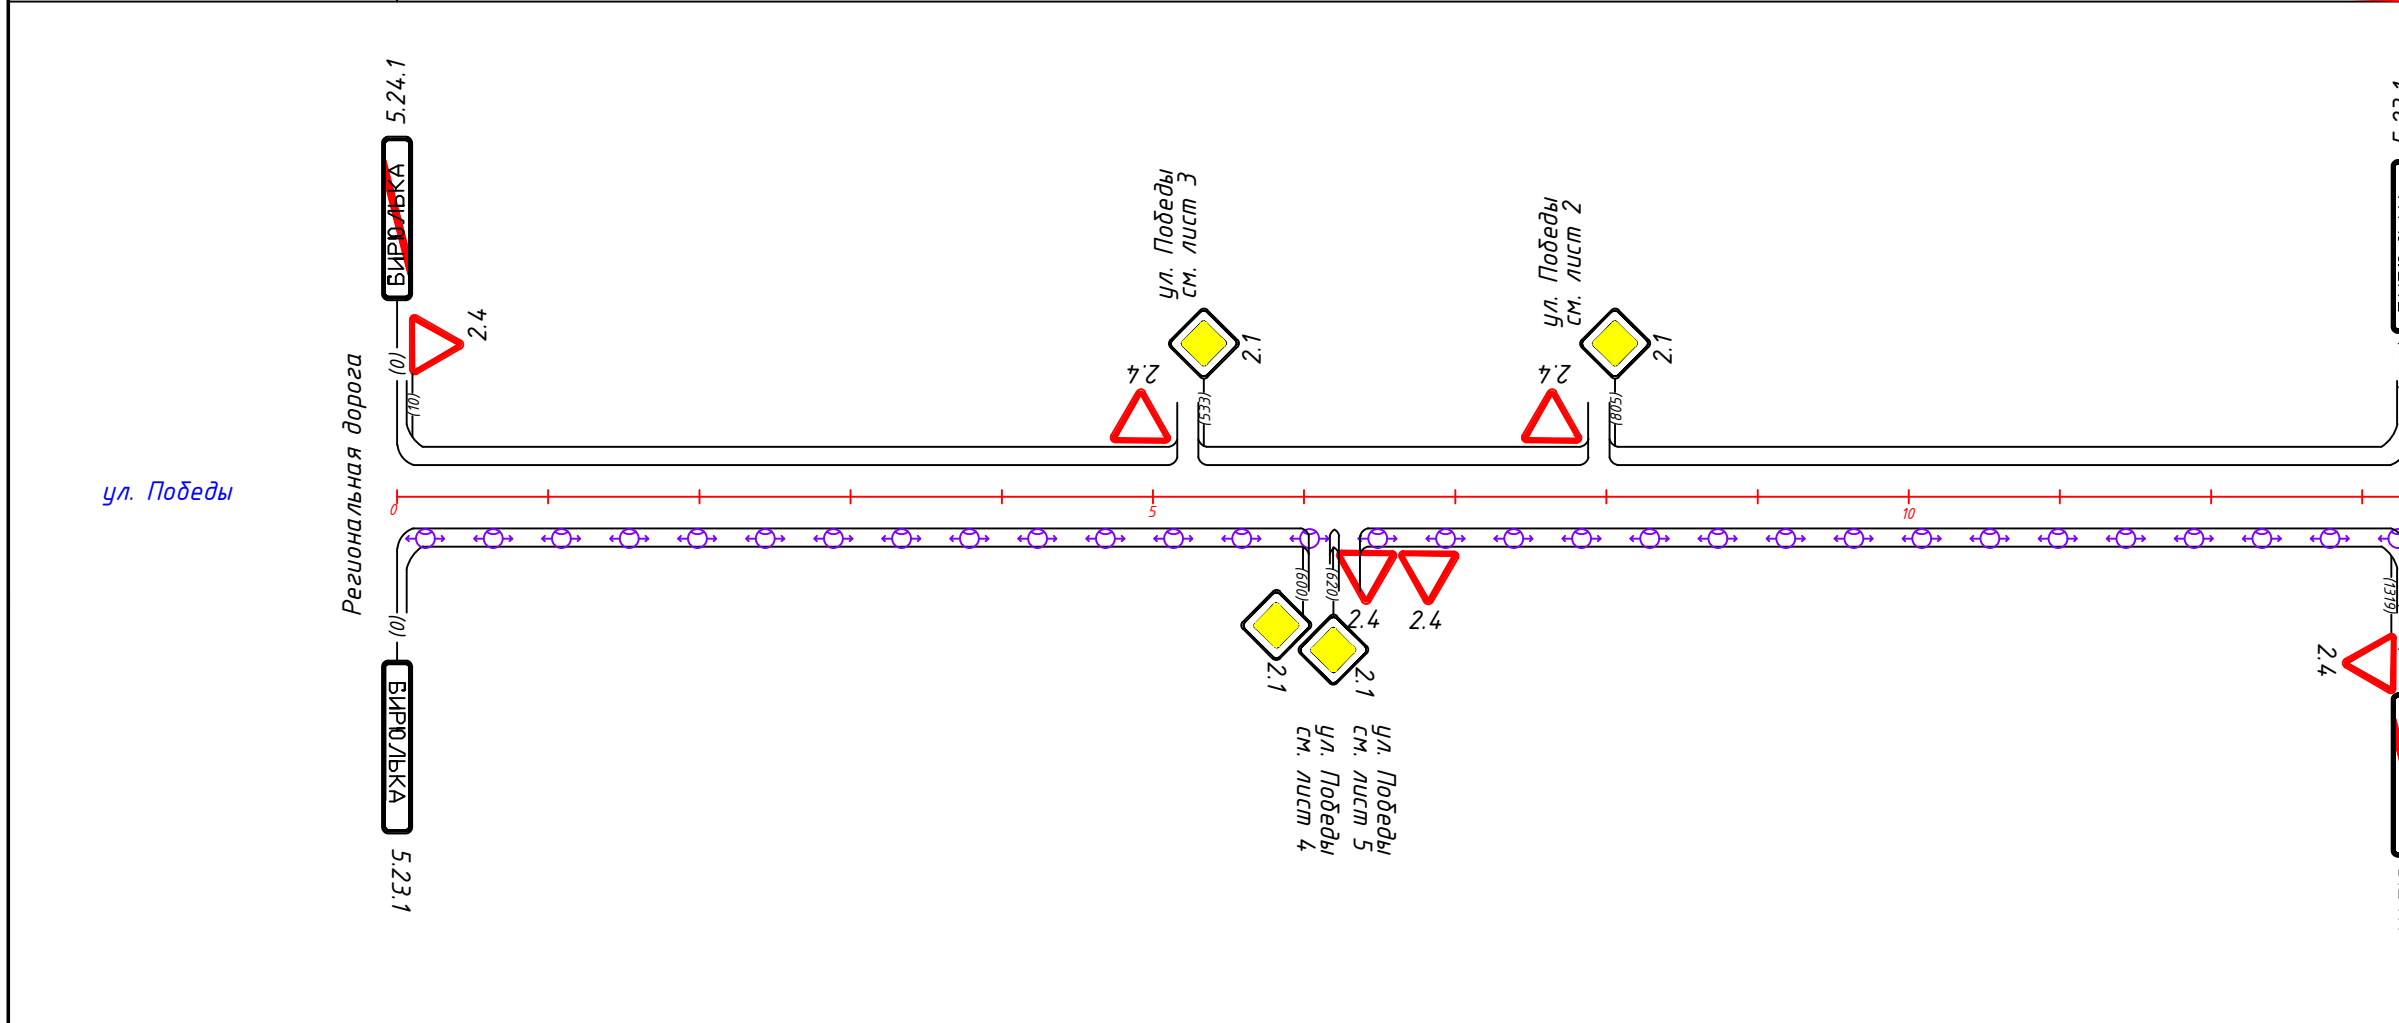 5.24.1
БИРЮЛЬКА
2.4
(0)
(10)
Региональная дорога
ул. Победы
ул. Победы
см. лист 3
2.1
2.4
(533)
ул. Победы
см. лист 2
2.1
2.4
(805)
0
5
10
(0)
БИРЮЛЬКА
5.23.1
(600)
(620)
2.1
2.1
2.4
2.4
ул. Победы
см. лист 4
ул. Победы
см. лист 5
(1319)
2.4